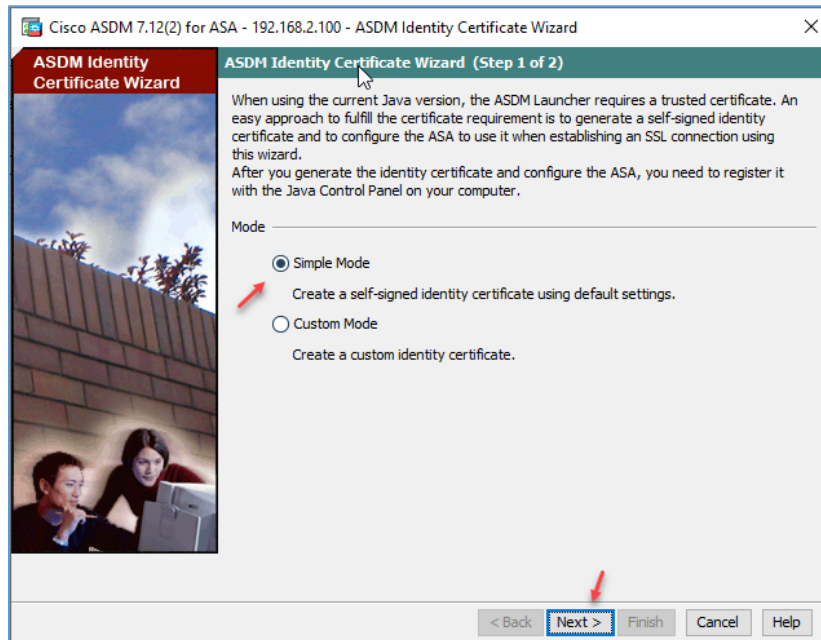 Cisco ASDM 7.12(2) for ASA - 192.168.2.100 - ASDM Identity Certificate Wizard
ASDM Identity
Certificate Wizard
ASDM Identity Certificate Wizard (Step 1 of 2)
When using the current Java version, the ASDM Launcher requires a trusted certificate. An
easy approach to fulfill the certificate requirement is to generate a self-signed identity
certificate and to configure the ASA to use it when establishing an SSL connection using
this wizard.
After you generate the identity certificate and configure the ASA, you need to register it
with the Java Control Panel on your computer.
Mode
Simple Mode
Create a self-signed identity certificate using default settings.
Custom Mode
Create a custom identity certificate.
< Back Next > Finish Cancel Help